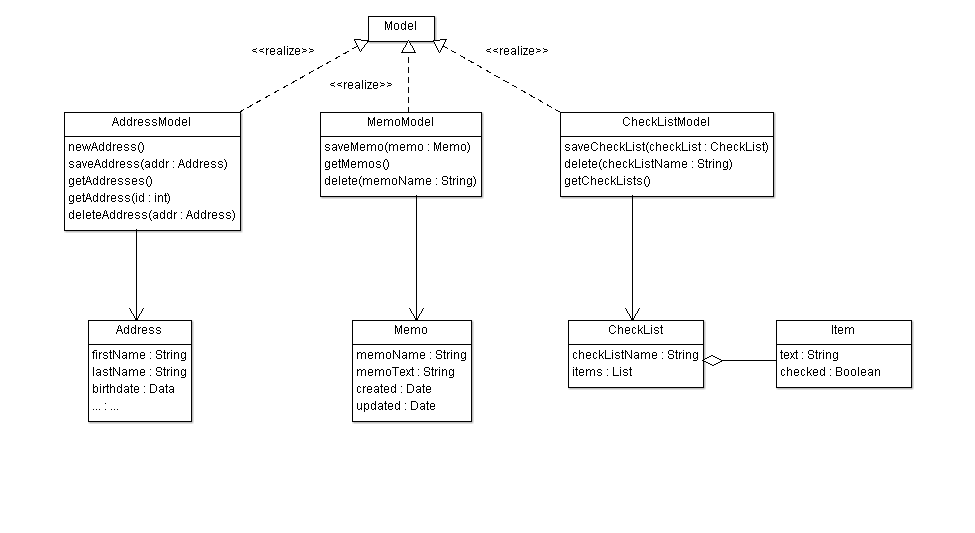 Model
<<realize>>
<<realize>>
<<realize>>
AddressModel
newAddress()
saveAddress(addr : Address)
getAddresses()
getAddress(id : int)
deleteAddress(addr : Address)
MemoModel
saveMemo(memo : Memo)
getMemos()
delete(memoName : String)
CheckListModel
saveCheckList(checkList : CheckList)
delete(checkListName : String)
getCheckLists()
Address
firstName : String
lastName : String
birthdate : Data
... : ...
Memo
memoName : String
memoText : String
created : Date
updated : Date
CheckList
checkListName : String
items : List
Item
text : String
checked : Boolean